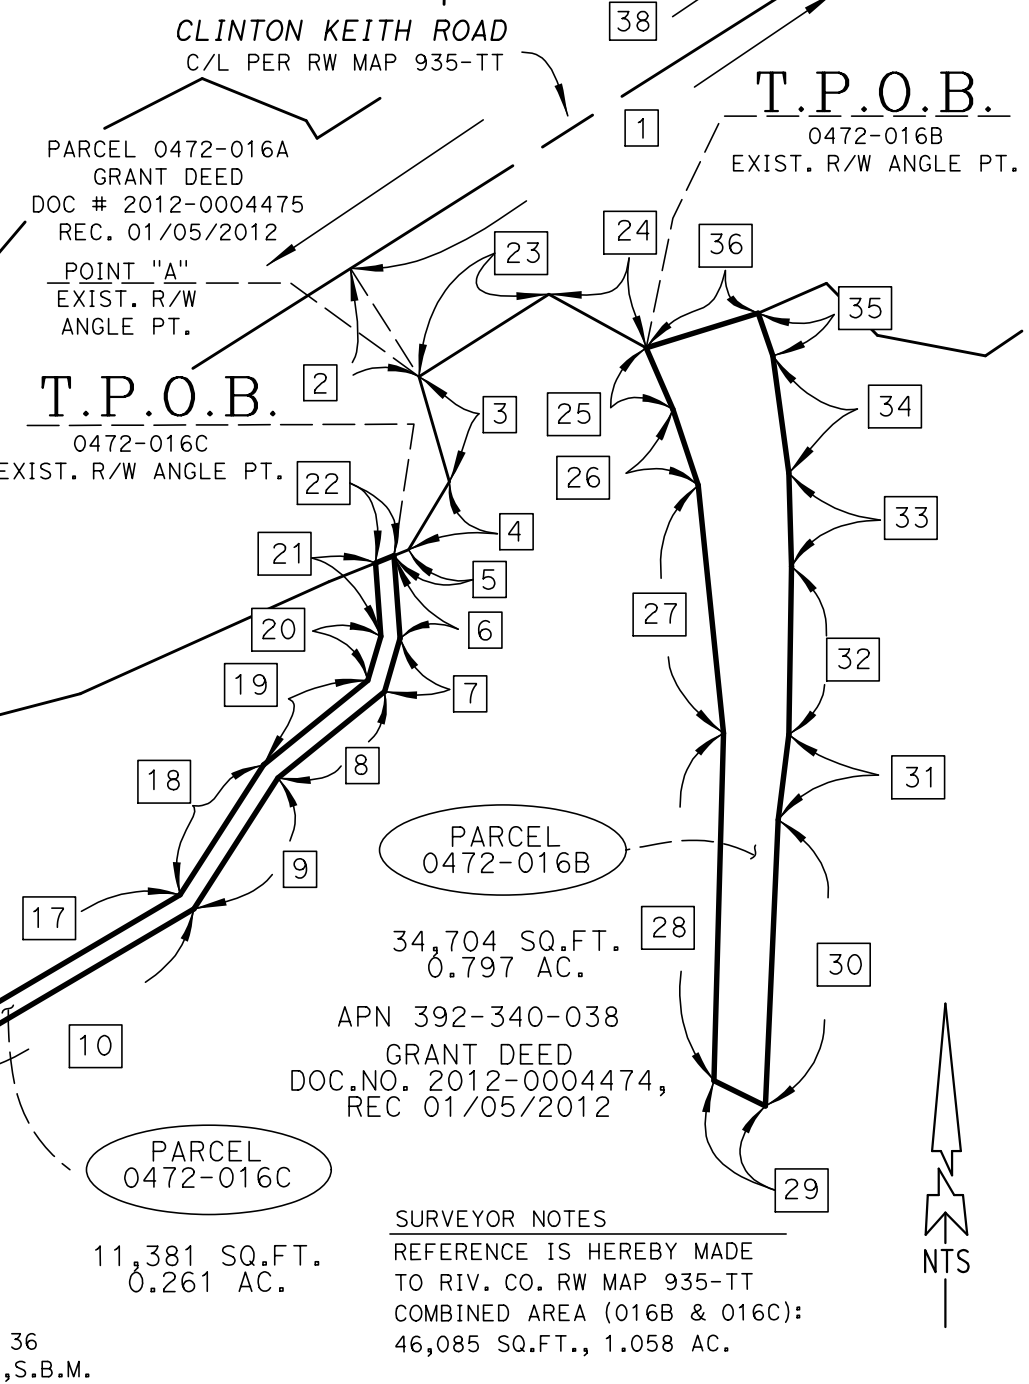 38
CLINTON KEITH ROAD
C/L PER RW MAP 935-TT
T.P.O.B.
0472-016B
EXIST. R/W ANGLE PT.
1
PARCEL 0472-016A
GRANT DEED
DOC # 2012-0004475
REC. 01/05/2012
POINT "A"
EXIST. R/W
ANGLE PT.
23
24
36
35
2
3
25
34
T.P.O.B.
0472-016C
EXIST. R/W ANGLE PT.
22
26
4
33
21
5
20
6
27
32
19
7
18
8
31
PARCEL
0472-016B
9
17
34,704 SQ.FT.
0.797 AC.
28
30
10
APN 392-340-038
GRANT DEED
DOC.NO. 2012-0004474,
REC 01/05/2012
PARCEL
0472-016C
29
11,381 SQ.FT.
0.261 AC.
SURVEYOR NOTES
REFERENCE IS HEREBY MADE
TO RIV. CO. RW MAP 935-TT
COMBINED AREA (016B & 016C):
46,085 SQ.FT., 1.058 AC.
NTS
36
,S.B.M.